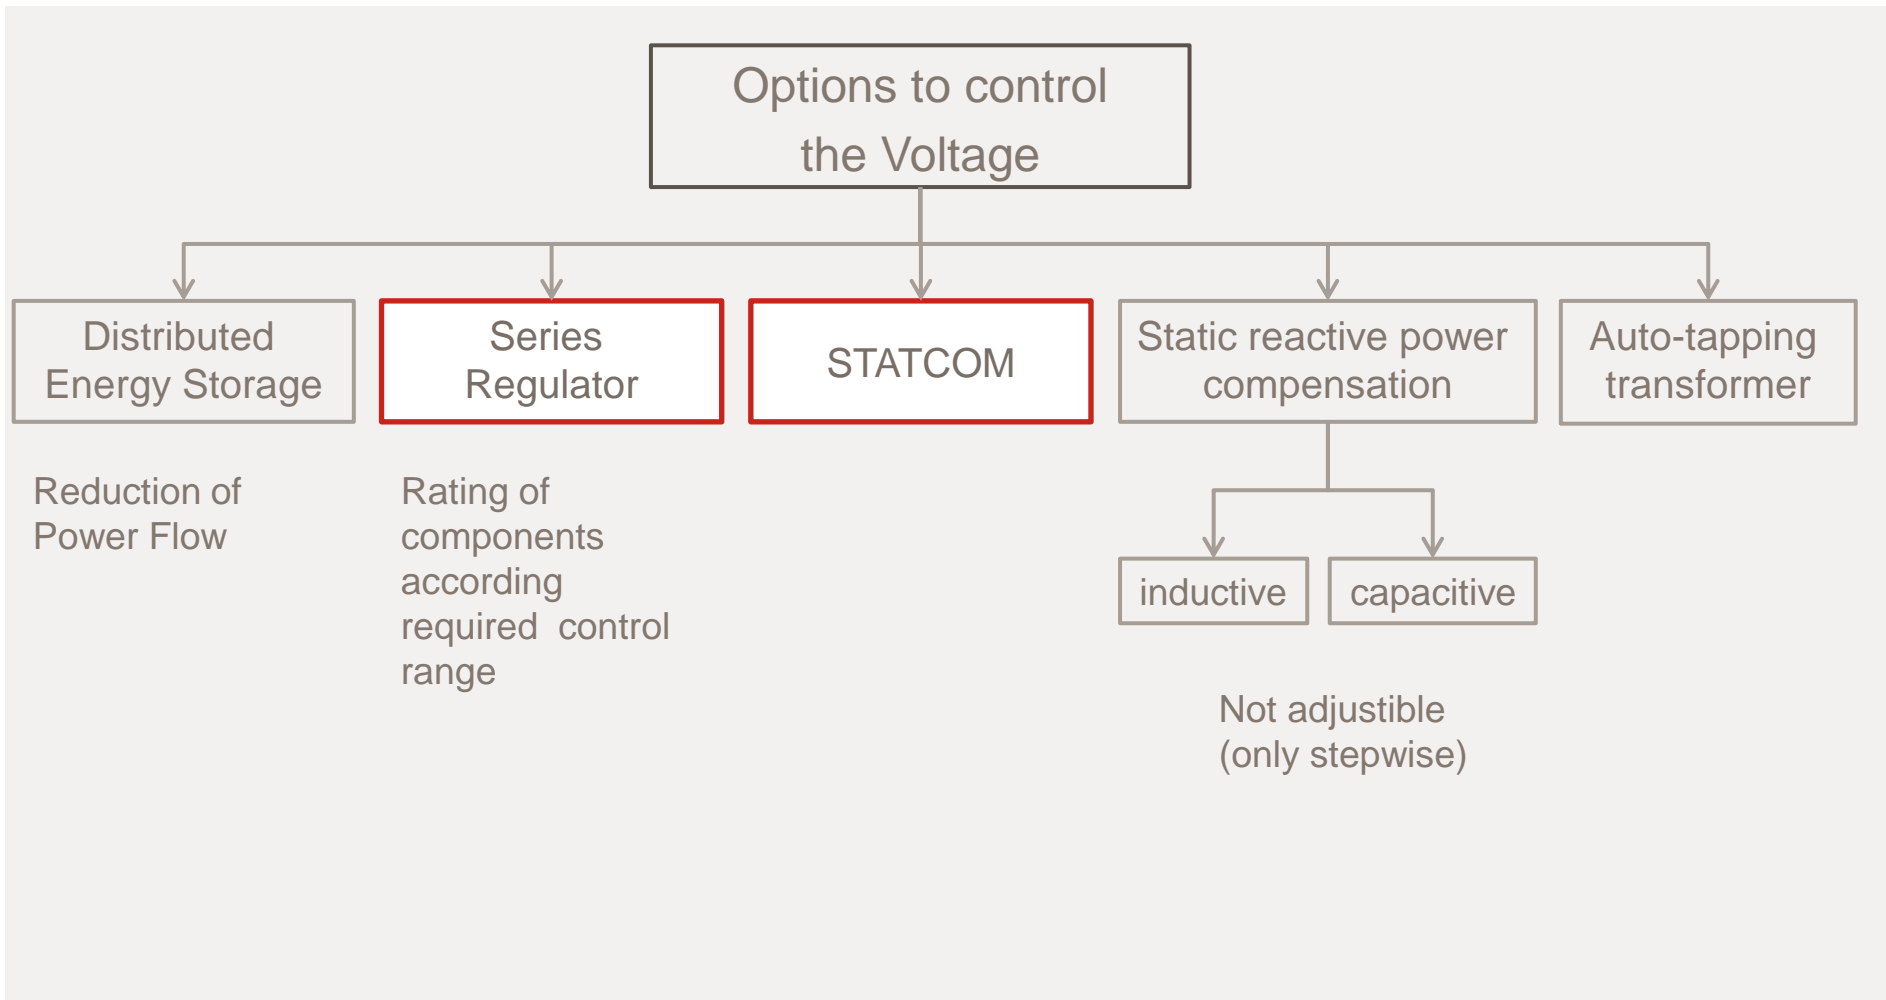 Options to control
the Voltage
Distributed
Energy Storage
Series
Regulator
STATCOM
Static reactive power
compensation
Auto-tapping
transformer
Reduction of
Power Flow
Rating of
components
according
required control
range
inductive
capacitive
Not adjustible
(only stepwise)